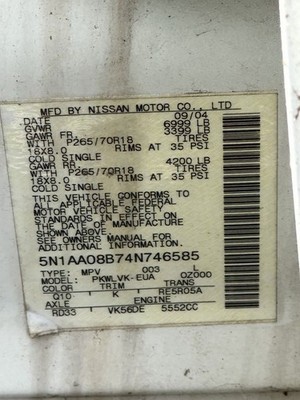 MFD BY NISSAN MOTOR CO., LTD
DATE 09/04
GVWR 6999 LB
GAWR FR. 3399 LB
WITH P265/70R18 TIRES
16X8.0 RIMS AT 35 PSI
COLD SINGLE
GAWR RR. 4200 LB
WITH P265/70R18 TIRES
16X8.0 RIMS AT 35 PSI
COLD SINGLE
THIS VEHICLE CONFORMS TO
ALL APPLICABLE FEDERAL
MOTOR VEHICLE SAFETY
STANDARDS IN EFFECT ON
THE DATE OF MANUFACTURE
SEE OWNERS MANUAL FOR
ADDITIONAL INFORMATION.
5N1AA08B74N746585
TYPE: MPV 003
MODEL: PKWLVK-EUA OZ000
COLOR TRIM TRANS
Q10 K RE5R05A
AXLE ENGINE
RD33 VK56DE 5552CC